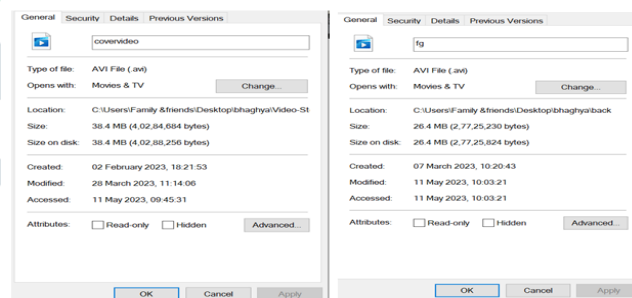 General Security Details Previous Versions
covervideo
Type of file: AVI File (.avi)
Opens with: Movies & TV Change...
Location: C:\Users\Family &friends\Desktop\bhaghya\Video-St
Size: 38.4 MB (4,02,84,684 bytes)
Size on disk: 38.4 MB (4,02,88,256 bytes)
Created: 02 February 2023, 18:21:53
Modified: 28 March 2023, 11:14:06
Accessed: 11 May 2023, 09:45:31
Attributes: Read-only Hidden Advanced...
OK Cancel Apply
General Security Details Previous Versions
fg
Type of file: AVI File (.avi)
Opens with: Movies & TV Change...
Location: C:\Users\Family &friends\Desktop\bhaghya\back
Size: 26.4 MB (2,77,25,230 bytes)
Size on disk: 26.4 MB (2,77,25,824 bytes)
Created: 07 March 2023, 10:20:43
Modified: 11 May 2023, 10:03:21
Accessed: 11 May 2023, 10:03:21
Attributes: Read-only Hidden Advanced...
OK Cancel Apply